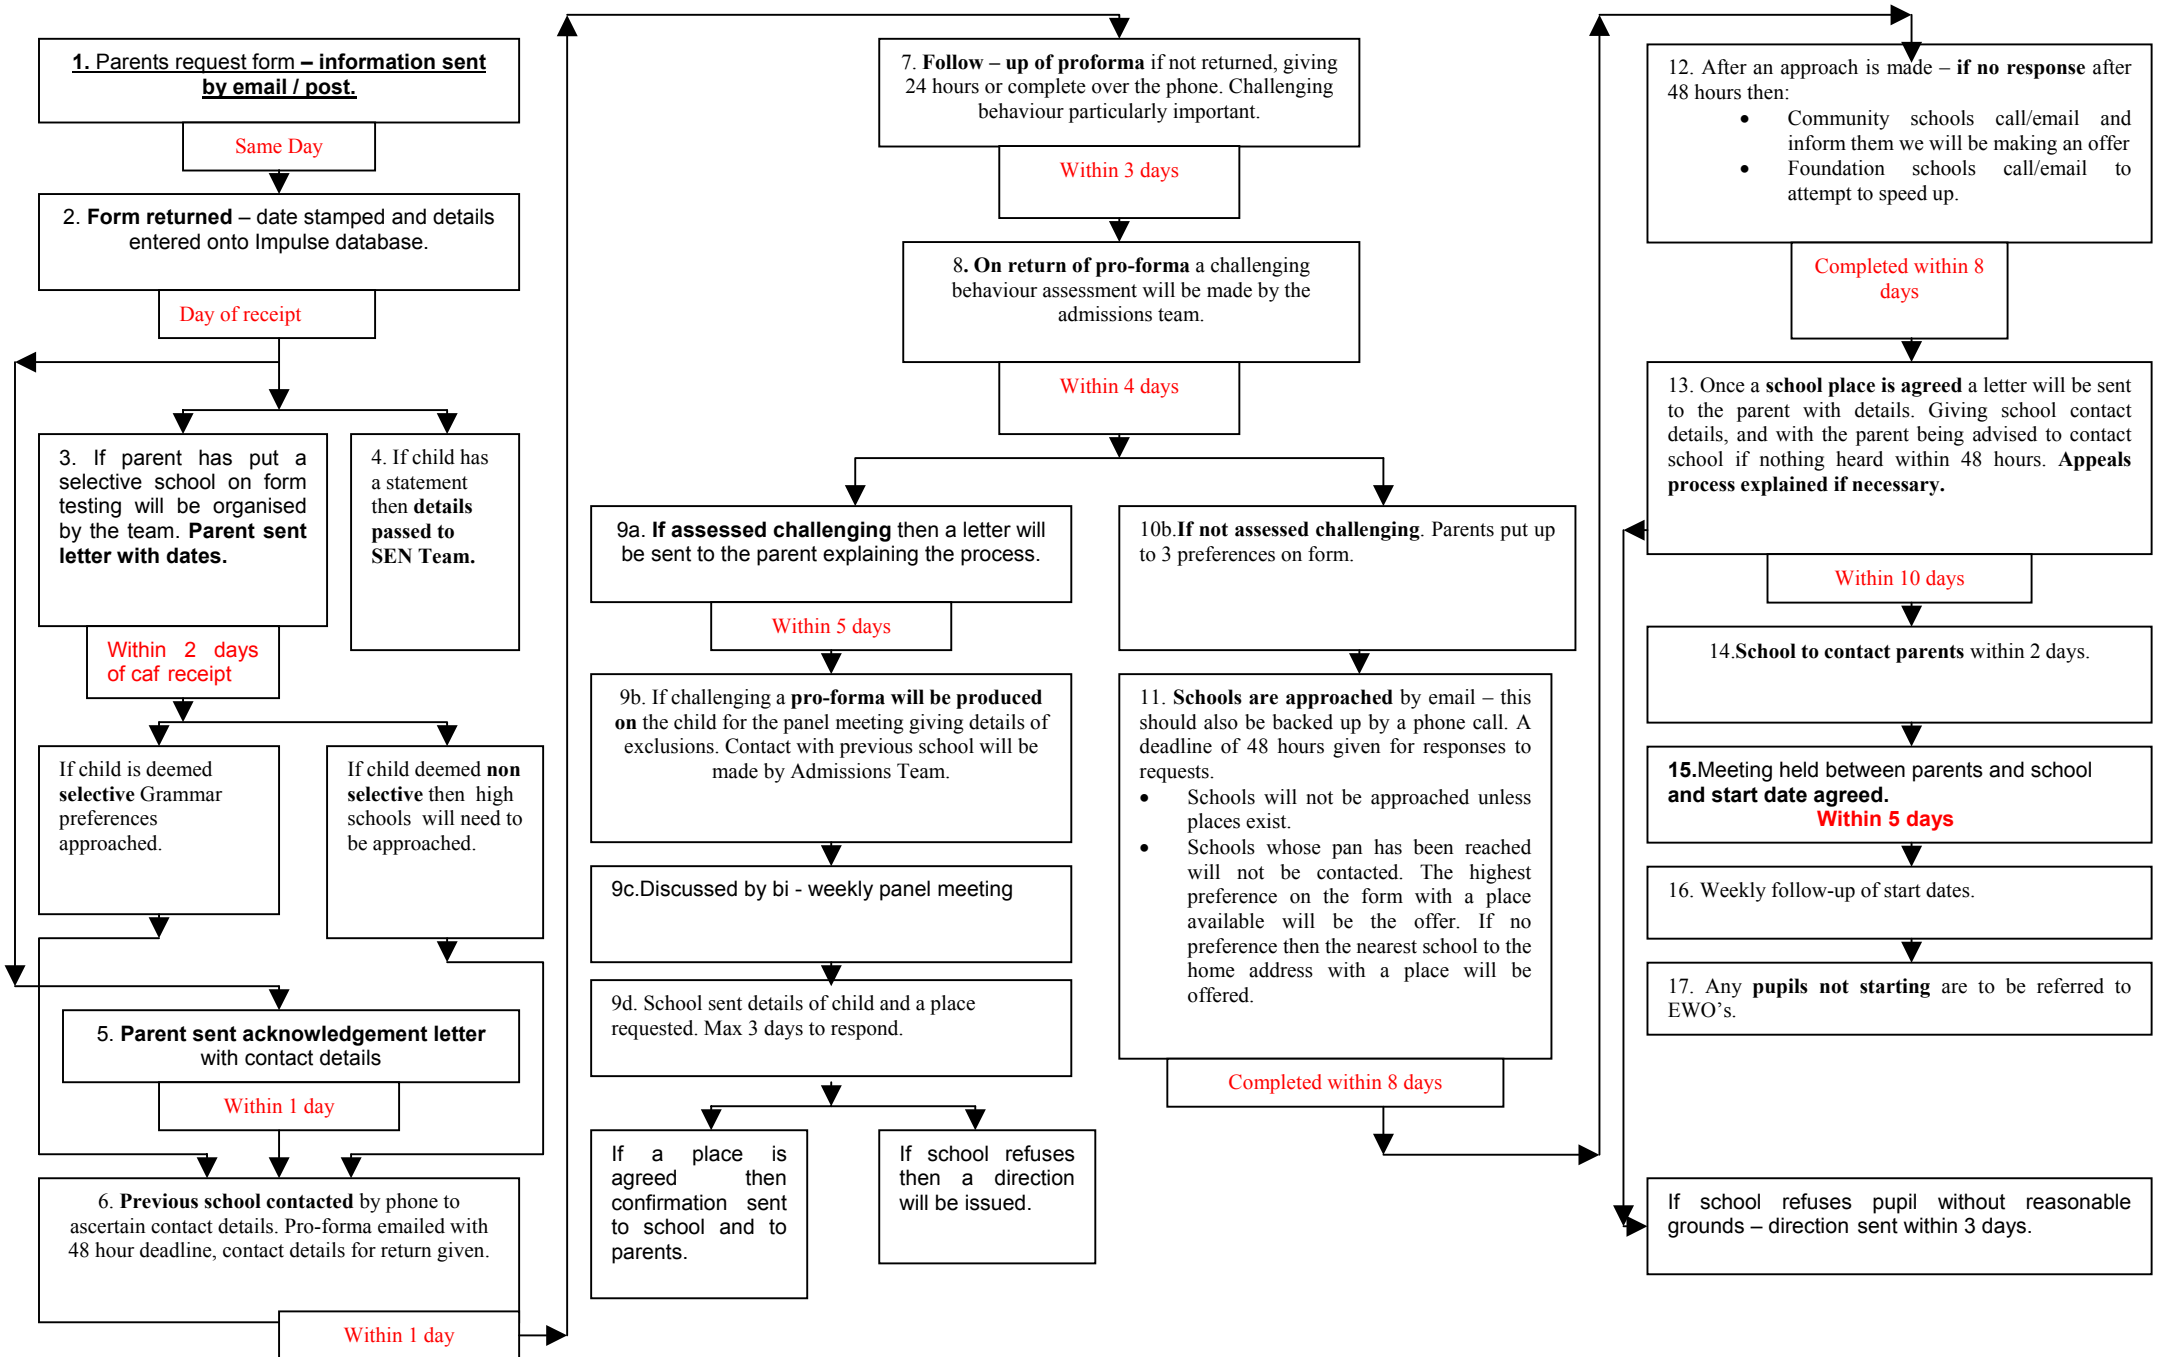 1. Parents request form – information sent
by email / post.
Same Day
2. Form returned – date stamped and details
entered onto Impulse database.
Day of receipt
3. If parent has put a
selective school on form
testing will be organised
by the team. Parent sent
letter with dates.
Within 2 days
of caf receipt
4. If child has
a statement
then details
passed to
SEN Team.
If child is deemed
selective Grammar
preferences
approached.
If child deemed non
selective then high
schools will need to
be approached.
5. Parent sent acknowledgement letter
with contact details
Within 1 day
6. Previous school contacted by phone to
ascertain contact details. Pro-forma emailed with
48 hour deadline, contact details for return given.
Within 1 day
7. Follow – up of proforma if not returned, giving
24 hours or complete over the phone. Challenging
behaviour particularly important.
Within 3 days
8. On return of pro-forma a challenging
behaviour assessment will be made by the
admissions team.
Within 4 days
9a. If assessed challenging then a letter will
be sent to the parent explaining the process.
Within 5 days
9b. If challenging a pro-forma will be produced
on the child for the panel meeting giving details of
exclusions. Contact with previous school will be
made by Admissions Team.
9c.Discussed by bi - weekly panel meeting
9d. School sent details of child and a place
requested. Max 3 days to respond.
If a place is
agreed then
confirmation sent
to school and to
parents.
If school refuses
then a direction
will be issued.
10b.If not assessed challenging. Parents put up
to 3 preferences on form.
11. Schools are approached by email – this
should also be backed up by a phone call. A
deadline of 48 hours given for responses to
requests.
• Schools will not be approached unless
places exist.
• Schools whose pan has been reached
will not be contacted. The highest
preference on the form with a place
available will be the offer. If no
preference then the nearest school to the
home address with a place will be
offered.
Completed within 8 days
12. After an approach is made – if no response after
48 hours then:
• Community schools call/email and
inform them we will be making an offer
• Foundation schools call/email to
attempt to speed up.
Completed within 8
days
13. Once a school place is agreed a letter will be sent
to the parent with details. Giving school contact
details, and with the parent being advised to contact
school if nothing heard within 48 hours. Appeals
process explained if necessary.
Within 10 days
14.School to contact parents within 2 days.
15.Meeting held between parents and school
and start date agreed.
Within 5 days
16. Weekly follow-up of start dates.
17. Any pupils not starting are to be referred to
EWO's.
If school refuses pupil without reasonable
grounds – direction sent within 3 days.